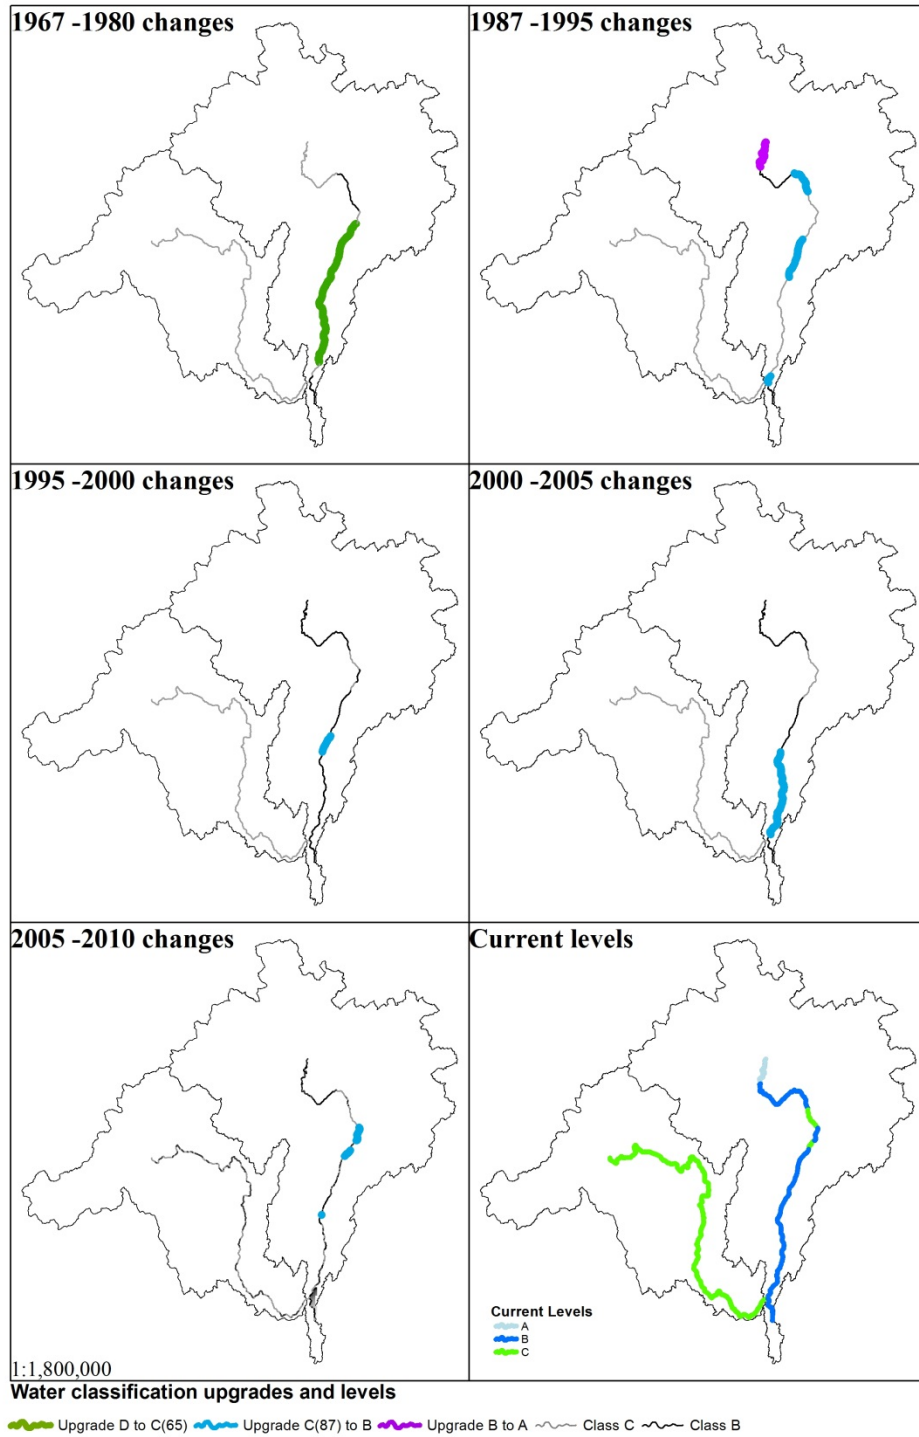 1967 -1980 changes
1987 -1995 changes
1995 -2000 changes
2000 -2005 changes
2005 -2010 changes
Current levels
Current Levels
A
B
C
1:1,800,000
Water classification upgrades and levels
Upgrade D to C(65) Upgrade C(87) to B Upgrade B to A Class C Class B